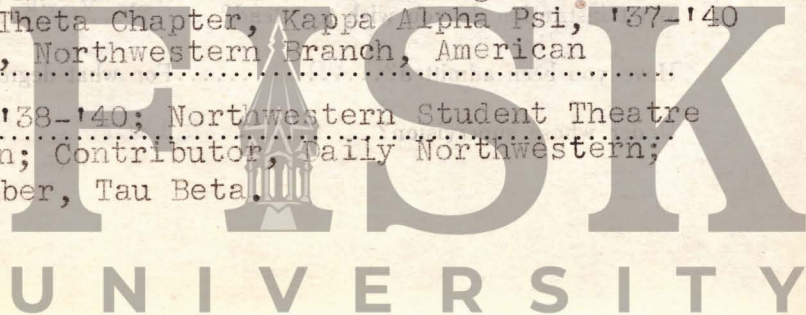 Theta Chapter, Kappa Alpha Psi, '37-'40
, Northwestern Branch, American
'38-'40; Northwestern Student Theatre
n; Contributor, Daily Northwestern;
ber, Tau Beta.
FISK
UNIVERSITY